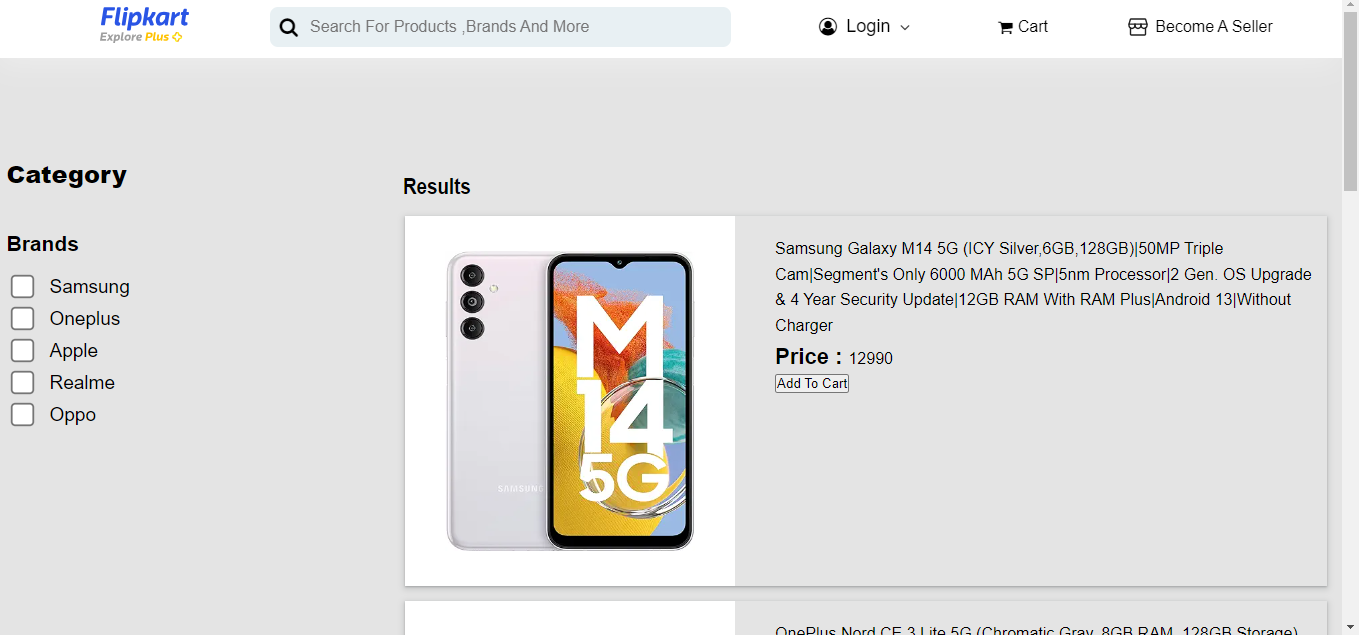 Flipkart
Explore Plus
Search For Products ,Brands And More
Login
Cart
Become A Seller
Category
Brands
Samsung
Oneplus
Apple
Realme
Oppo
Results
SAMSUNG
M
14
5G
Samsung Galaxy M14 5G (ICY Silver,6GB,128GB)|50MP Triple
Cam|Segment's Only 6000 MAh 5G SP|5nm Processor|2 Gen. OS Upgrade
& 4 Year Security Update|12GB RAM With RAM Plus|Android 13|Without
Charger
Price : 12990
Add To Cart
OnePlus Nord CE 3 Lite 5G (Chromatic Gray, 8GB RAM, 128GB Storage)